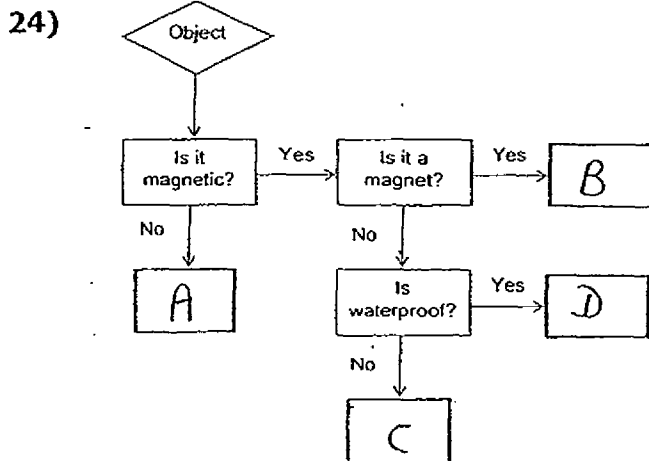 24)
Object
Is it
magnetic?
Yes
Is it a
magnet?
Yes
B
No
No
A
Is
waterproof?
Yes
D
No
C